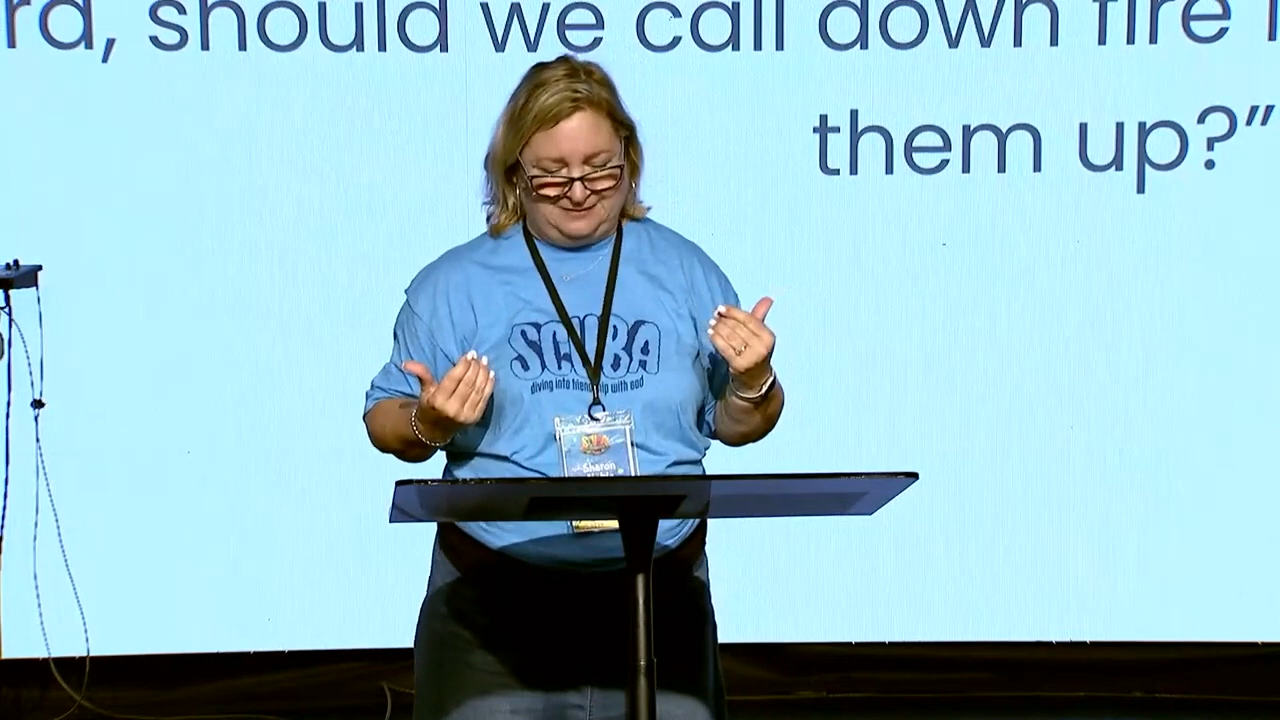 rd, should we call down fire
them up?”
SCUBA
diving into friendship with God
Sharon